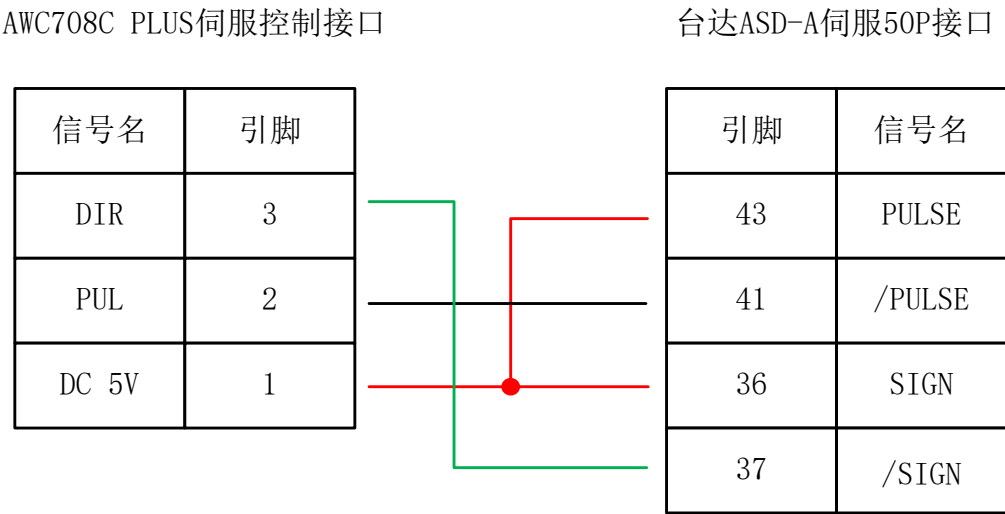 AWC708C PLUS伺服控制接口 台达ASD-A伺服50P接口
信号名 引脚 引脚 信号名
DIR 3 43 PULSE
PUL 2 41 /PULSE
DC 5V 1 36 SIGN
37 /SIGN